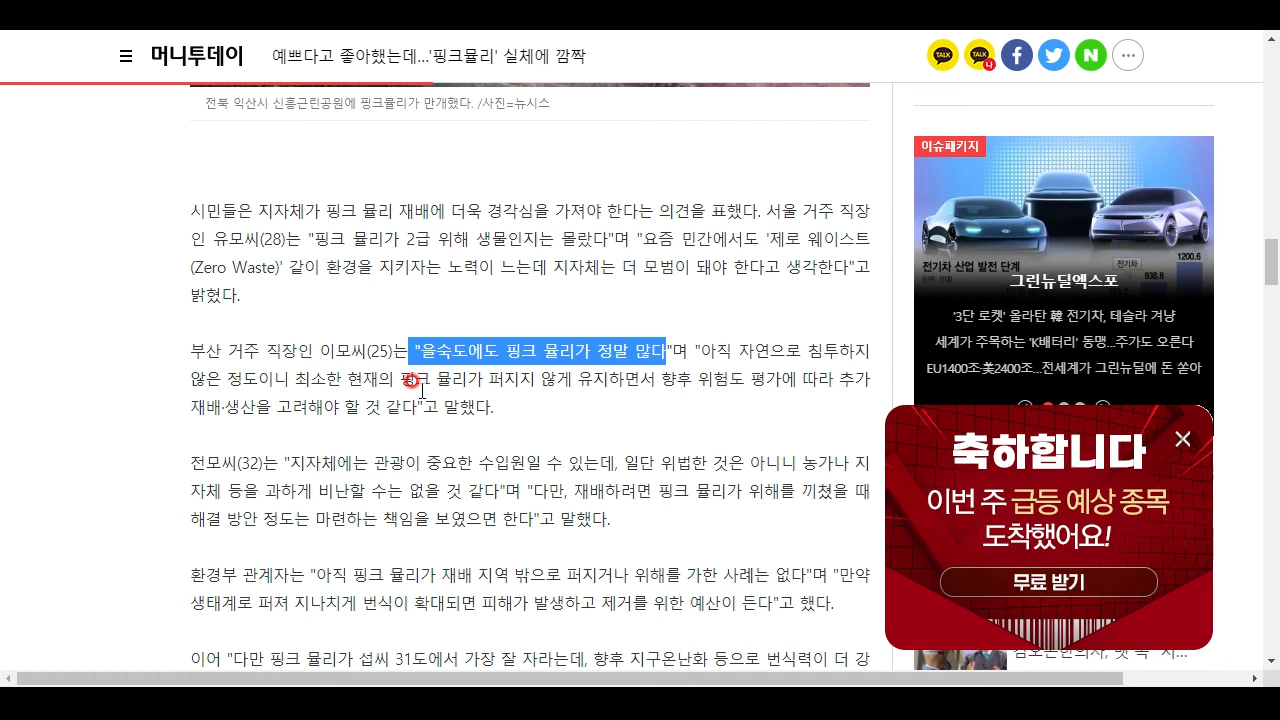 머니투데이
예쁘다고 좋아했는데...'핑크뮬리' 실체에 깜짝
TALK
TALK
나
N
전북 익산시 신흥근린공원에 핑크뮬리가 만개했다. /사진=뉴시스
시민들은 지자체가 핑크 뮬리 재배에 더욱 경각심을 가져야 한다는 의견을 표했다. 서울 거주 직장
인 유모씨(28)는 "핑크 뮬리가 2급 위해 생물인지는 몰랐다"며 "요즘 민간에서도 '제로 웨이스트
(Zero Waste)' 같이 환경을 지키자는 노력이 느는데 지자체는 더 모범이 돼야 한다고 생각한다"고
밝혔다.
부산 거주 직장인 이모씨(25)는 "을숙도에도 핑크 뮬리가 정말 많다"며 "아직 자연으로 침투하지
않은 정도이니 최소한 현재의 핑크 뮬리가 퍼지지 않게 유지하면서 향후 위험도 평가에 따라 추가
재배·생산을 고려해야 할 것 같다"고 말했다.
전모씨(32)는 "지자체에는 관광이 중요한 수입원일 수 있는데, 일단 위법한 것은 아니니 농가나 지
자체 등을 과하게 비난할 수는 없을 것 같다"며 "다만, 재배하려면 핑크 뮬리가 위해를 끼쳤을 때
해결 방안 정도는 마련하는 책임을 보였으면 한다"고 말했다.
환경부 관계자는 "아직 핑크 뮬리가 재배 지역 밖으로 퍼지거나 위해를 가한 사례는 없다"며 "만약
생태계로 퍼져 지나치게 번식이 확대되면 피해가 발생하고 제거를 위한 예산이 든다"고 했다.
이어 "다만 핑크 뮬리가 섭씨 31도에서 가장 잘 자라는데, 향후 지구온난화 등으로 번식력이 더 강
이슈패키지
전기차 산업 발전 단계
전기차
938.8
1200.6
그린뉴딜엑스포
'3단 로켓' 올라탄 韓 전기차, 테슬라 겨냥
세계가 주목하는 'K배터리' 동맹...주가도 오른다
EU1400조·美2400조...전세계가 그린뉴딜에 돈 쏟아
축하합니다
이번 주 급등 예상 종목
도착했어요!
무료 받기